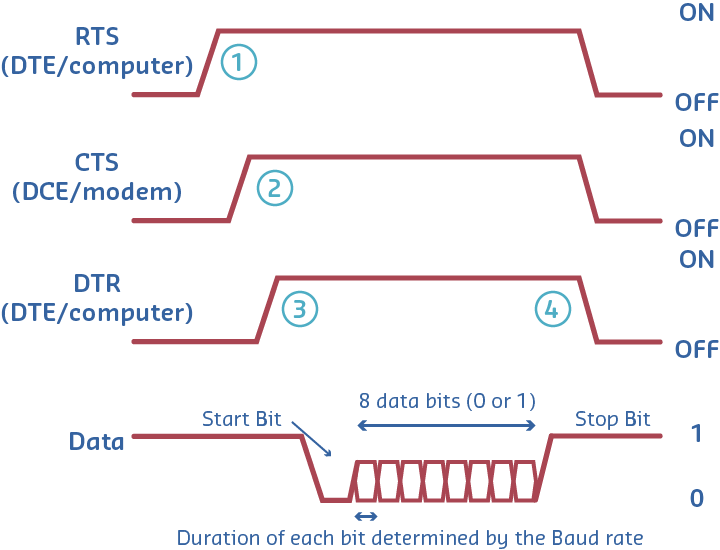 ON
RTS
(DTE/computer)
1
OFF
ON
CTS
(DCE/modem)
2
OFF
ON
DTR
(DTE/computer)
3
4
OFF
8 data bits (0 or 1)
Start Bit
Stop Bit
Data
1
0
Duration of each bit determined by the Baud rate